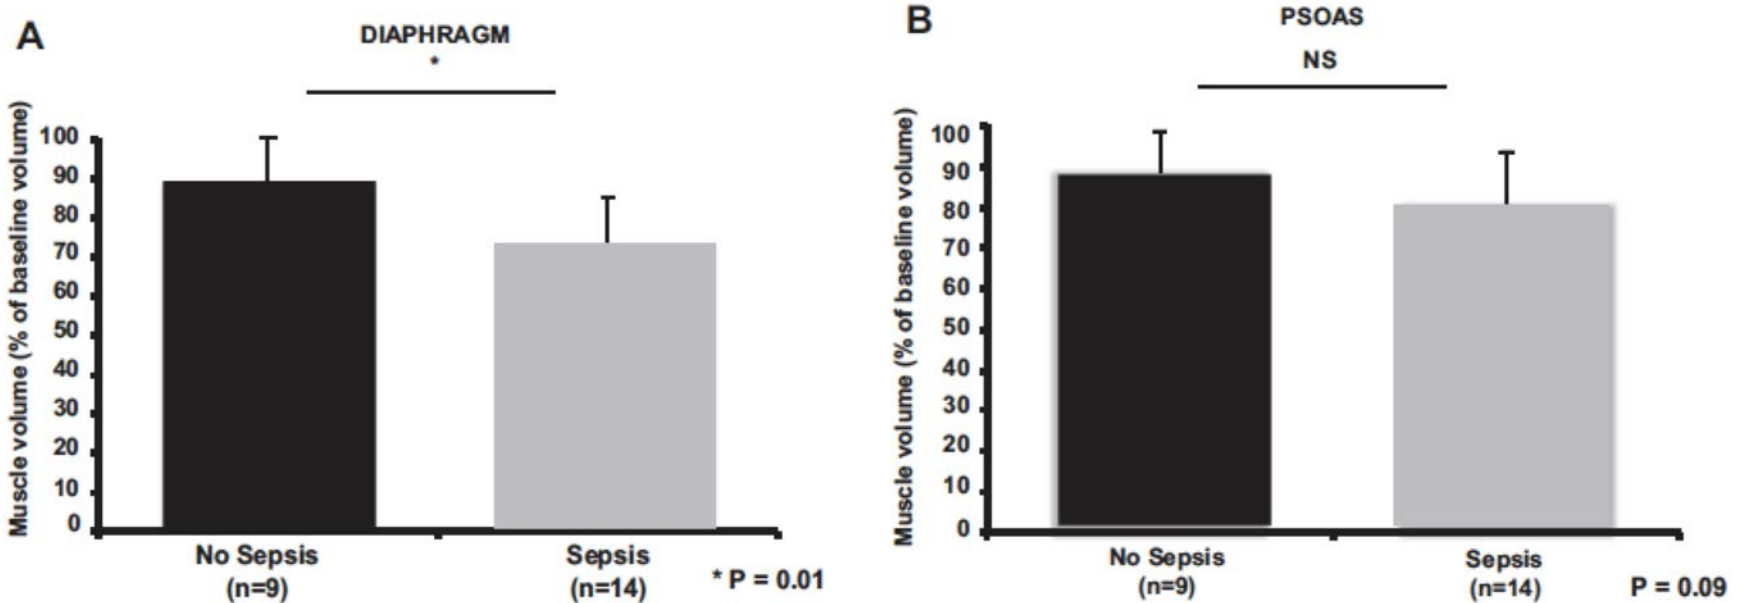 A
DIAPHRAGM
*
Muscle volume (% of baseline volume)
100
90
80
70
60
50
40
30
20
10
0
No Sepsis
(n=9)
Sepsis
(n=14)
* P = 0.01
B
PSOAS
NS
Muscle volume (% of baseline volume)
100
90
80
70
60
50
40
30
20
10
0
No Sepsis
(n=9)
Sepsis
(n=14)
P = 0.09